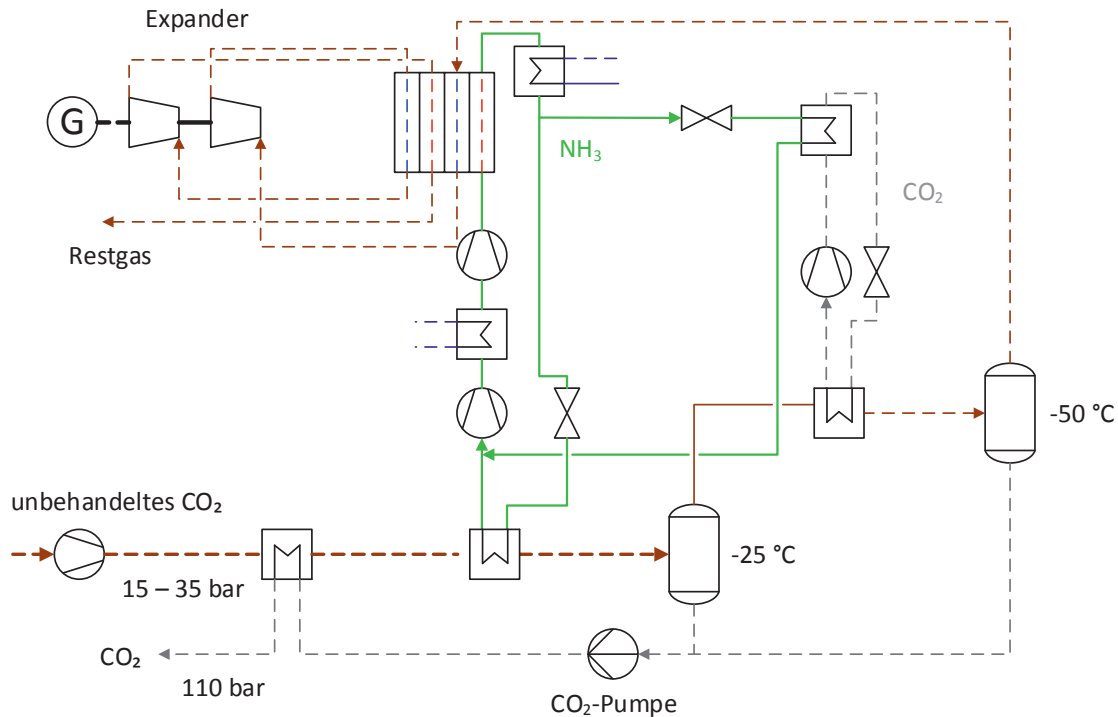 Expander
G
NH₃
CO₂
Restgas
-50 °C
unbehandeltes CO₂
-25 °C
15 – 35 bar
CO₂
110 bar
CO₂-Pumpe